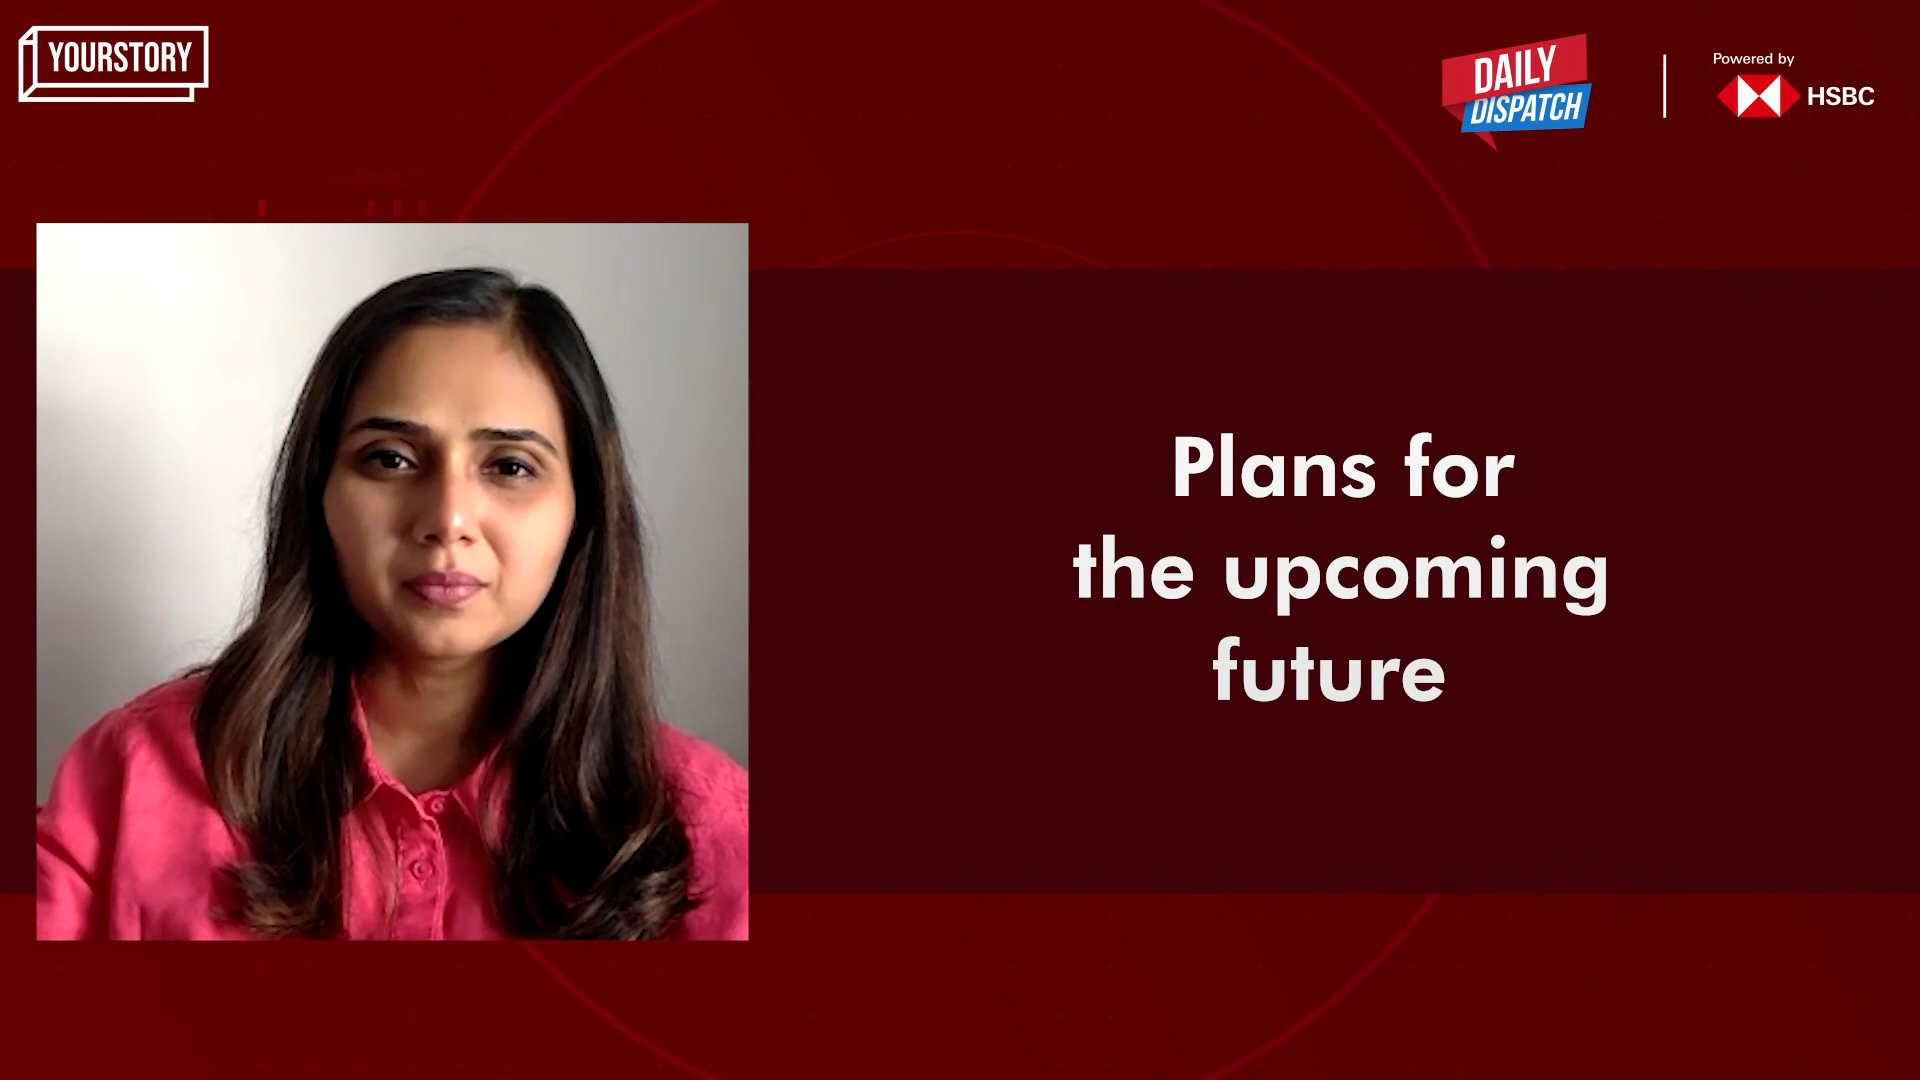 YOURSTORY
DAILY
DISPATCH
Powered by
HSBC
Plans for
the upcoming
future